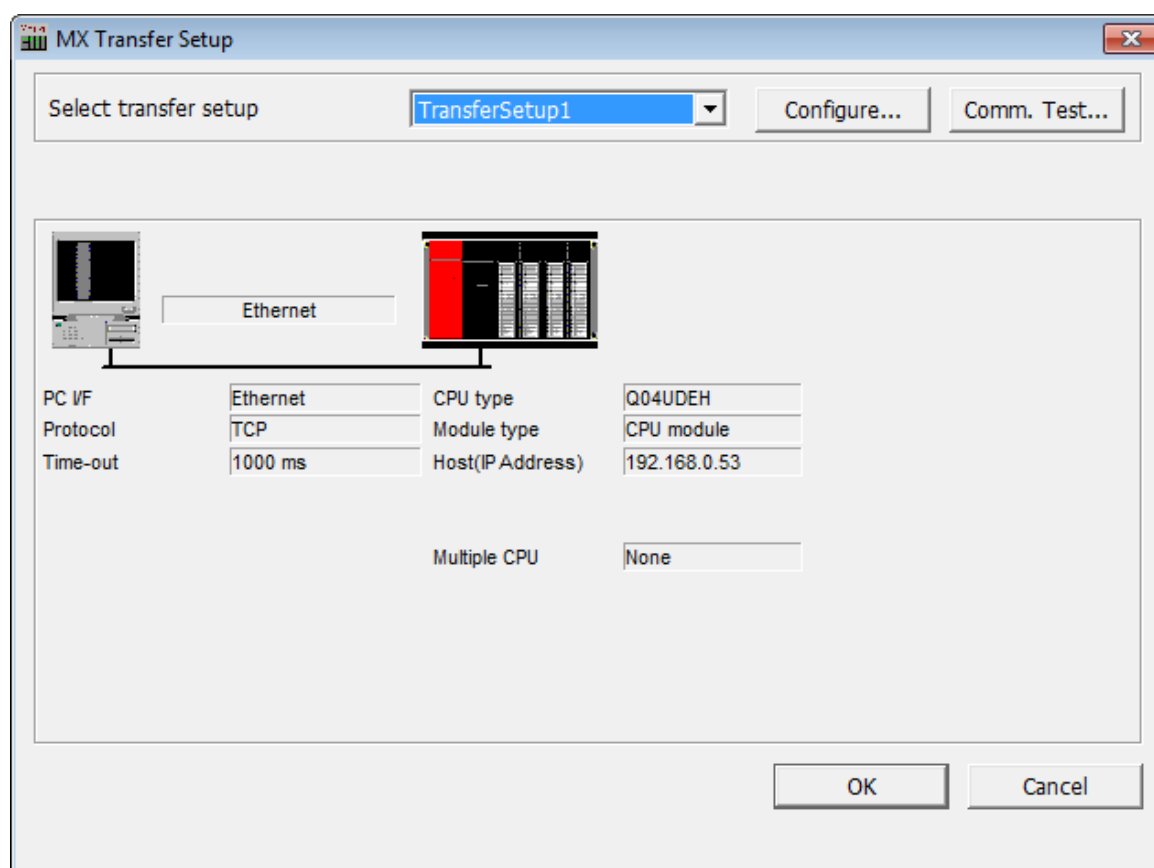 MX Transfer Setup
Select transfer setup TransferSetup1 Configure... Comm. Test...
Ethernet
PC I/F Ethernet CPU type Q04UDEH
Protocol TCP Module type CPU module
Time-out 1000 ms Host(IP Address) 192.168.0.53
Multiple CPU None
OK Cancel